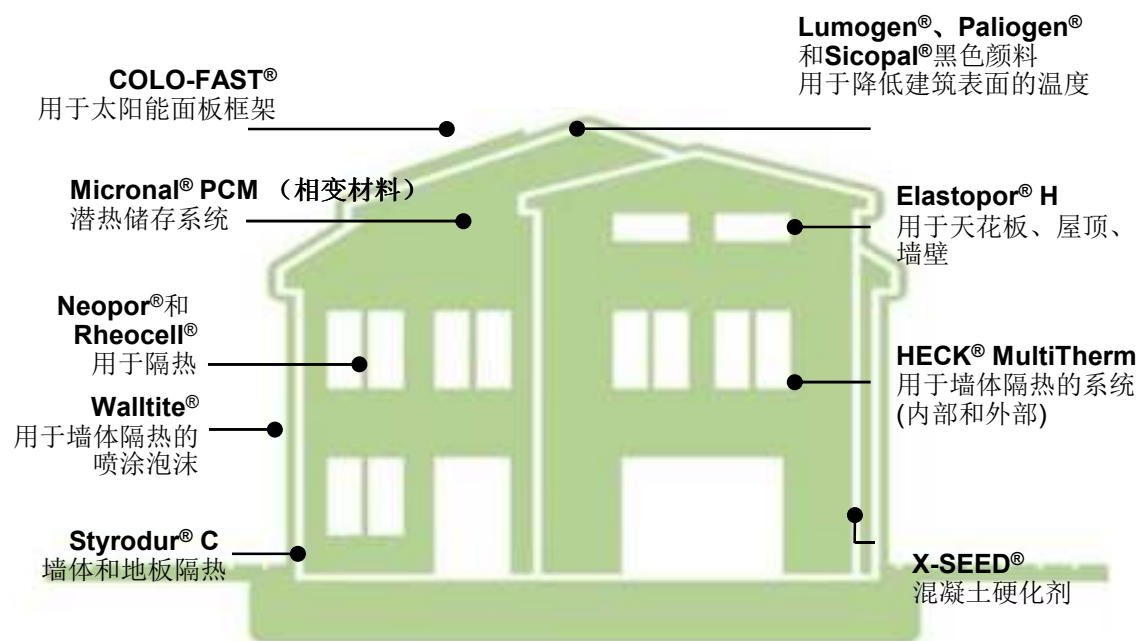 COLO-FAST®
用于太阳能面板框架
Micronal® PCM （相变材料）
潜热储存系统
Neopor®和
Rheocell®
用于隔热
Walltite®
用于墙体隔热的
喷涂泡沫
Styrodur® C
墙体和地板隔热
Lumogen®、Paliogen®
和Sicopal®黑色颜料
用于降低建筑表面的温度
Elastopor® H
用于天花板、屋顶、
墙壁
HECK® MultiTherm
用于墙体隔热的系统
(内部和外部)
X-SEED®
混凝土硬化剂